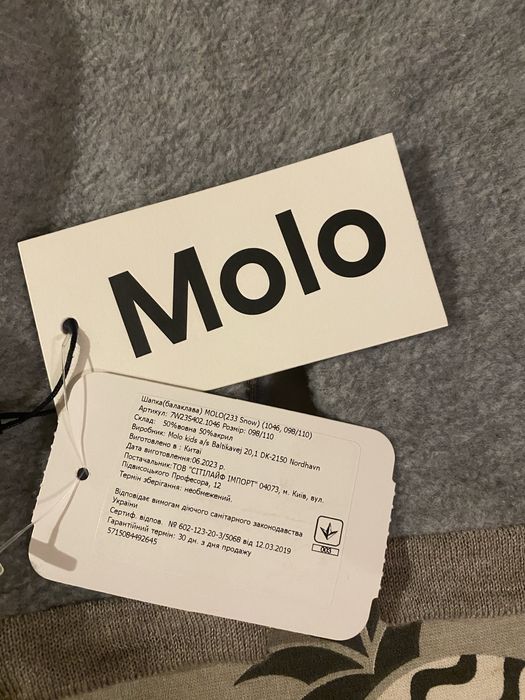 Molo
Шапка(балаклава) MOLO(233 Snow) (1046, 098/110)
Артикул: 7W23S402.1046 Розмір: 098/110
Склад: 50%вовна 50%акрил
Виробник: Molo kids a/s Baltikavej 20,1 DK-2150 Nordhavn
Виготовлено в : Китаї
Дата виготовлення:06.2023 р.
Постачальник:ТОВ "СІТІЛАЙФ ІМПОРТ" 04073, м. Київ, вул.
Підвисоцького Професора, 12
Термін зберігання: необмежений.
Відповідає вимогам діючого санітарного законодавства
України
Сертиф. відпов. № 602-123-20-3/5068 від 12.03.2019
Гарантійний термін: 30 дн. з дня продажу
5715084492645
003